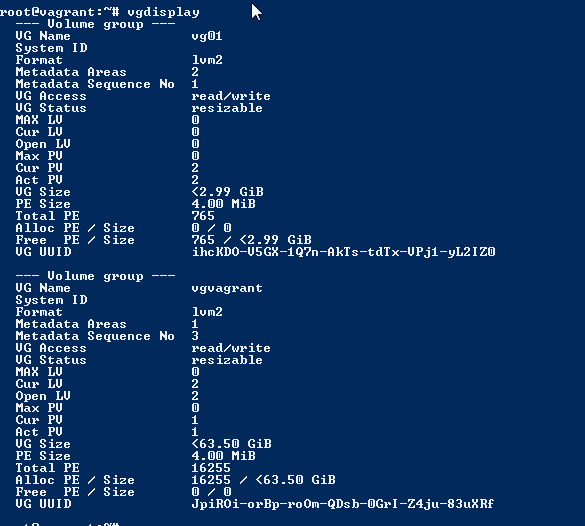 root@vagrant:~# vgdisplay
--- Volume group ---
VG Name vg01
System ID
Format lvm2
Metadata Areas 2
Metadata Sequence No 1
VG Access read/write
VG Status resizable
MAX LV 0
Cur LV 0
Open LV 0
Max PV 0
Cur PV 2
Act PV 2
VG Size <2.99 GiB
PE Size 4.00 MiB
Total PE 765
Alloc PE / Size 0 / 0
Free PE / Size 765 / <2.99 GiB
VG UUID ihcKDO-V5GX-1Q7n-AkTs-tdTx-VPj1-yL2IZ0
--- Volume group ---
VG Name vgvagrant
System ID
Format lvm2
Metadata Areas 1
Metadata Sequence No 3
VG Access read/write
VG Status resizable
MAX LV 0
Cur LV 2
Open LV 2
Max PV 0
Cur PV 1
Act PV 1
VG Size <63.50 GiB
PE Size 4.00 MiB
Total PE 16255
Alloc PE / Size 16255 / <63.50 GiB
Free PE / Size 0 / 0
VG UUID JpiROi-orBp-roOm-QDsb-0GrI-Z4ju-83uXRf